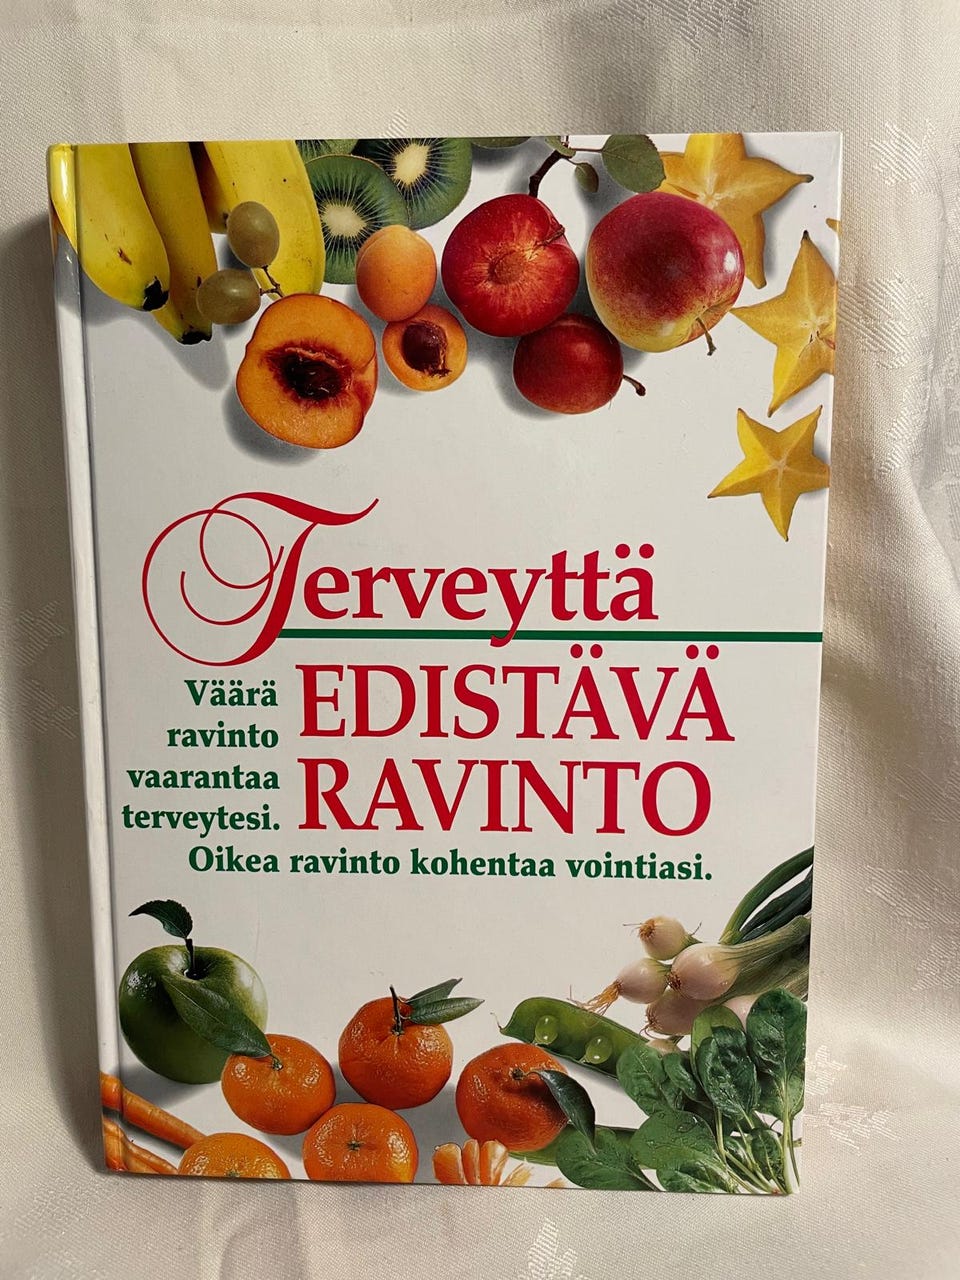 Terveyttä
EDISTÄVÄ
RAVINTO
Väärä
ravinto
vaarantaa
terveytesi.
Oikea ravinto kohentaa vointiasi.